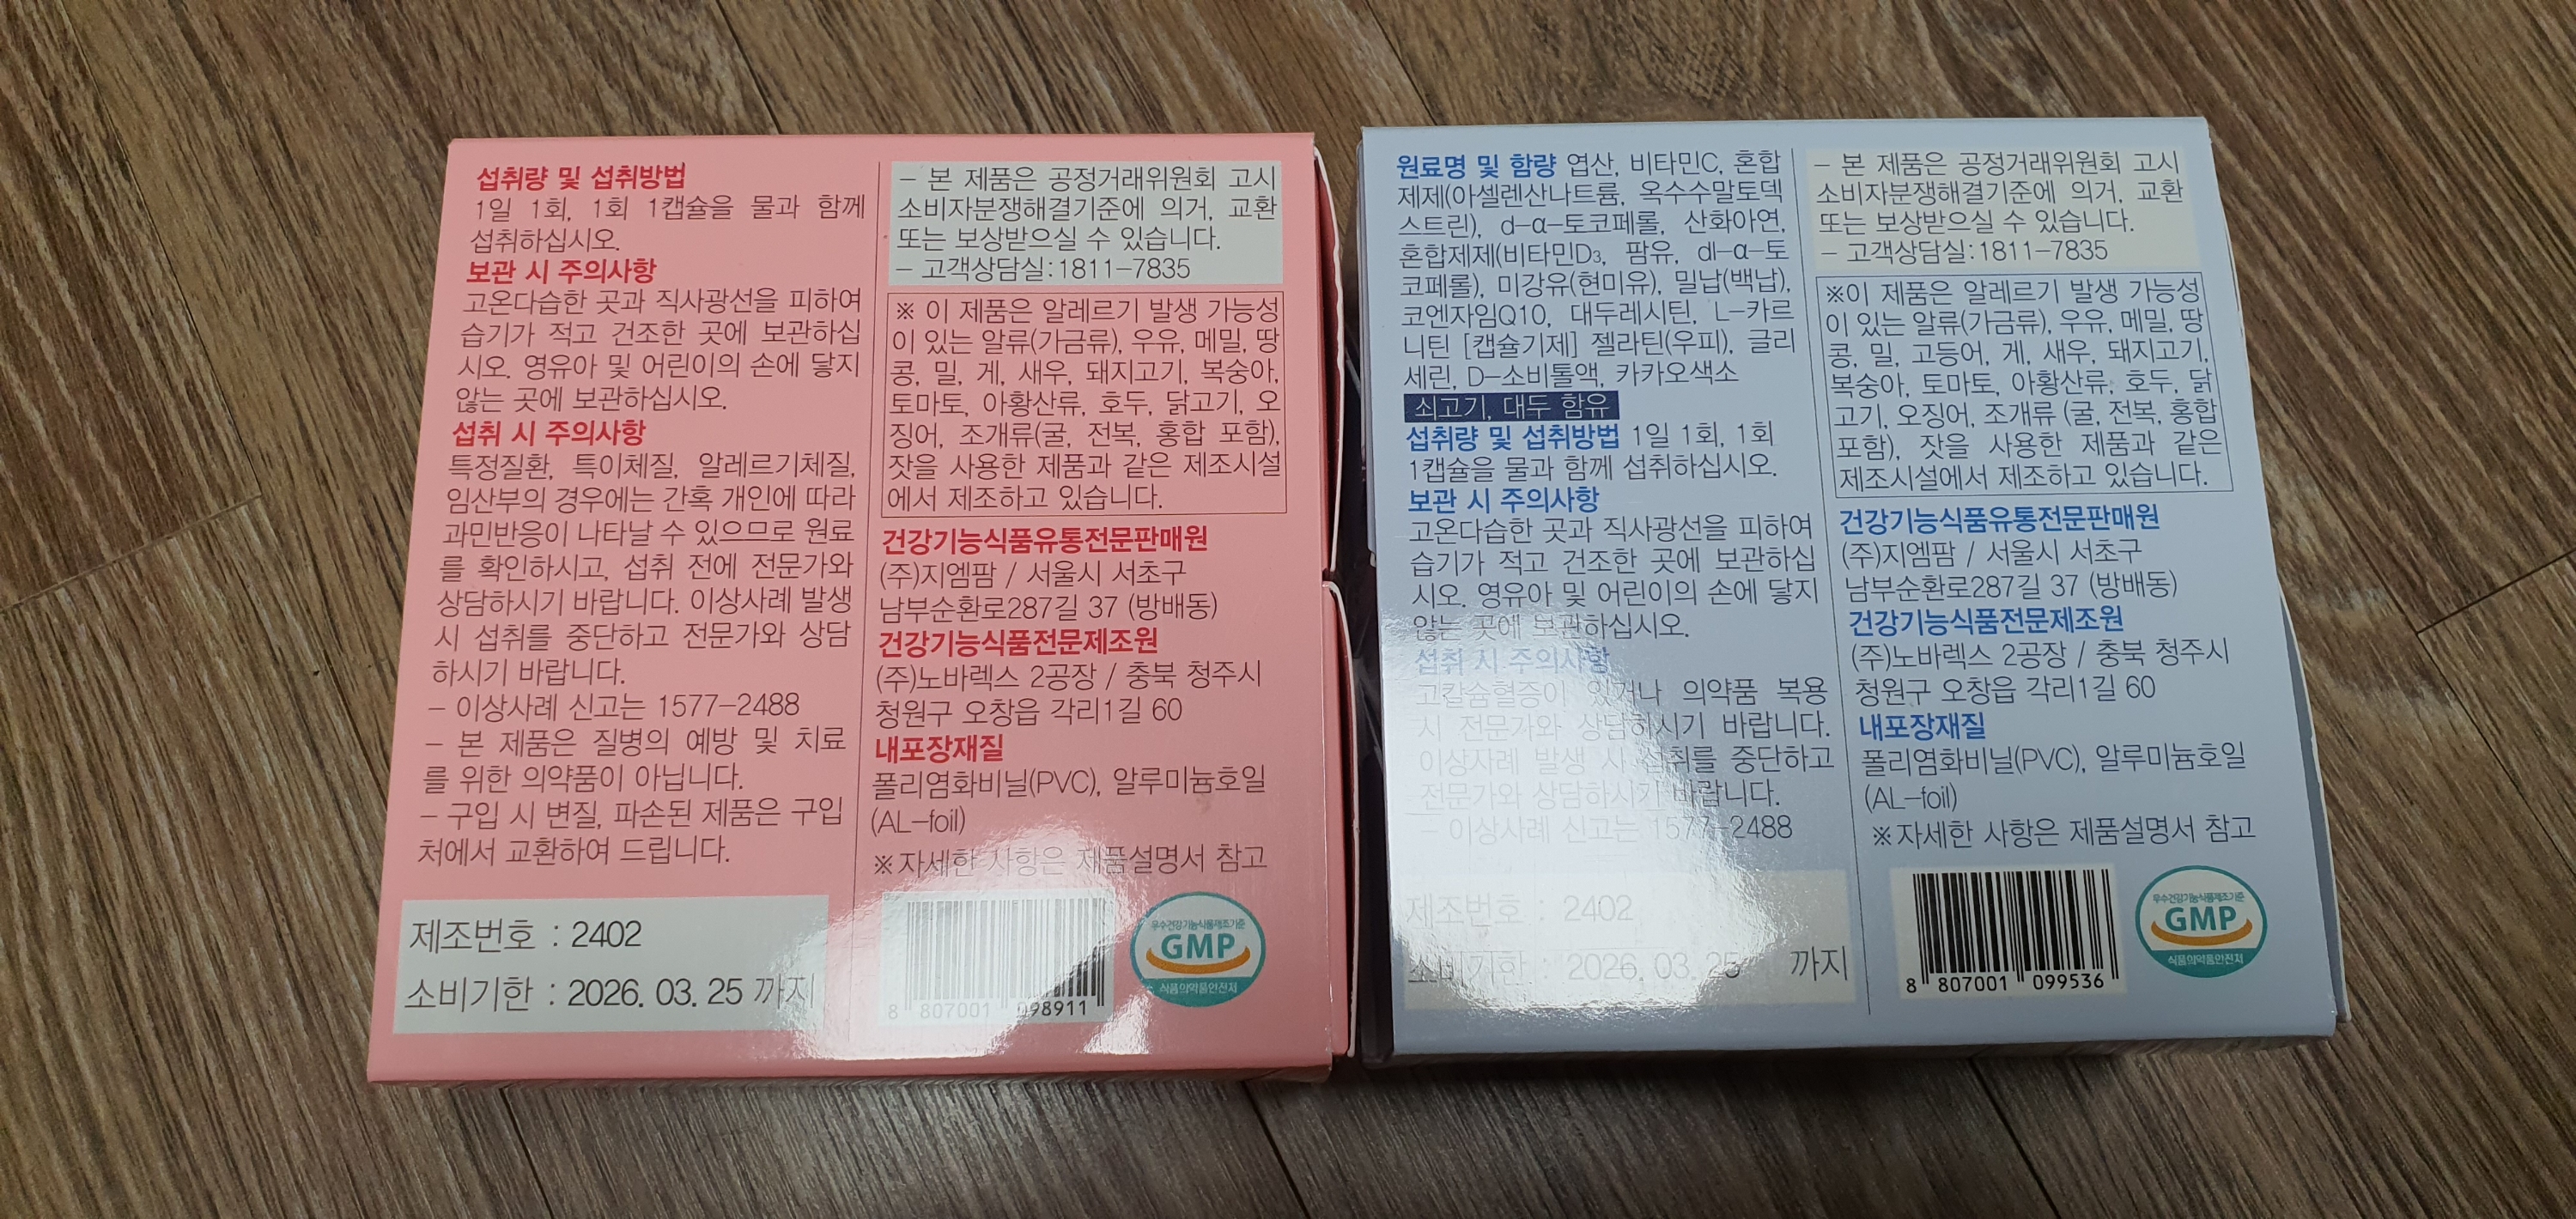 섭취량 및 섭취방법
1일 1회, 1회 1캡슐을 물과 함께
섭취하십시오.
보관 시 주의사항
고온다습한 곳과 직사광선을 피하여
습기가 적고 건조한 곳에 보관하십
시오. 영유아 및 어린이의 손에 닿지
않는 곳에 보관하십시오.
섭취 시 주의사항
특정질환, 특이체질, 알레르기체질,
임산부의 경우에는 간혹 개인에 따라
과민반응이 나타날 수 있으므로 원료
를 확인하시고, 섭취 전에 전문가와
상담하시기 바랍니다. 이상사례 발생
시 섭취를 중단하고 전문가와 상담
하시기 바랍니다.
- 이상사례 신고는 1577-2488
- 본 제품은 질병의 예방 및 치료
를 위한 의약품이 아닙니다.
- 구입 시 변질, 파손된 제품은 구입
처에서 교환하여 드립니다.
제조번호 : 2402
소비기한 : 2026. 03. 25 까지
- 본 제품은 공정거래위원회 고시
소비자분쟁해결기준에 의거, 교환
또는 보상받으실 수 있습니다.
- 고객상담실:1811-7835
※ 이 제품은 알레르기 발생 가능성
이 있는 알류(가금류), 우유, 메밀, 땅
콩, 밀, 게, 새우, 돼지고기, 복숭아,
토마토, 아황산류, 호두, 닭고기, 오
징어, 조개류(굴, 전복, 홍합 포함),
잣을 사용한 제품과 같은 제조시설
에서 제조하고 있습니다.
건강기능식품유통전문판매원
(주)지엠팜 / 서울시 서초구
남부순환로287길 37 (방배동)
건강기능식품전문제조원
(주)노바렉스 2공장 / 충북 청주시
청원구 오창읍 각리1길 60
내포장재질
폴리염화비닐(PVC), 알루미늄호일
(AL-foil)
※자세한 사항은 제품설명서 참고
8 807001 098911
우수건강기능식품제조기준
GMP
식품의약품안전처
원료명 및 함량 엽산, 비타민C, 혼합
제제(아셀렌산나트륨, 옥수수말토덱
스트린), d-α-토코페롤, 산화아연,
혼합제제(비타민D₃, 팜유, dl-α-토
코페롤), 미강유(현미유), 밀납(백납),
코엔자임Q10, 대두레시틴, L-카르
니틴 [캡슐기제] 젤라틴(우피), 글리
세린, D-소비톨액, 카카오색소
쇠고기, 대두 함유
섭취량 및 섭취방법 1일 1회, 1회
1캡슐을 물과 함께 섭취하십시오.
보관 시 주의사항
고온다습한 곳과 직사광선을 피하여
습기가 적고 건조한 곳에 보관하십
시오. 영유아 및 어린이의 손에 닿지
않는 곳에 보관하십시오.
섭취 시 주의사항
고칼슘혈증이 있거나 의약품 복용
시 전문가와 상담하시기 바랍니다.
이상사례 발생 시 섭취를 중단하고
전문가와 상담하시기 바랍니다.
- 이상사례 신고는 1577-2488
제조번호 : 2402
소비기한 : 2026. 03. 25 까지
- 본 제품은 공정거래위원회 고시
소비자분쟁해결기준에 의거, 교환
또는 보상받으실 수 있습니다.
- 고객상담실:1811-7835
※이 제품은 알레르기 발생 가능성
이 있는 알류(가금류), 우유, 메밀, 땅
콩, 밀, 고등어, 게, 새우, 돼지고기,
복숭아, 토마토, 아황산류, 호두, 닭
고기, 오징어, 조개류 (굴, 전복, 홍합
포함), 잣을 사용한 제품과 같은
제조시설에서 제조하고 있습니다.
건강기능식품유통전문판매원
(주)지엠팜 / 서울시 서초구
남부순환로287길 37 (방배동)
건강기능식품전문제조원
(주)노바렉스 2공장 / 충북 청주시
청원구 오창읍 각리1길 60
내포장재질
폴리염화비닐(PVC), 알루미늄호일
(AL-foil)
※자세한 사항은 제품설명서 참고
8 807001 099536
우수건강기능식품제조기준
GMP
식품의약품안전처